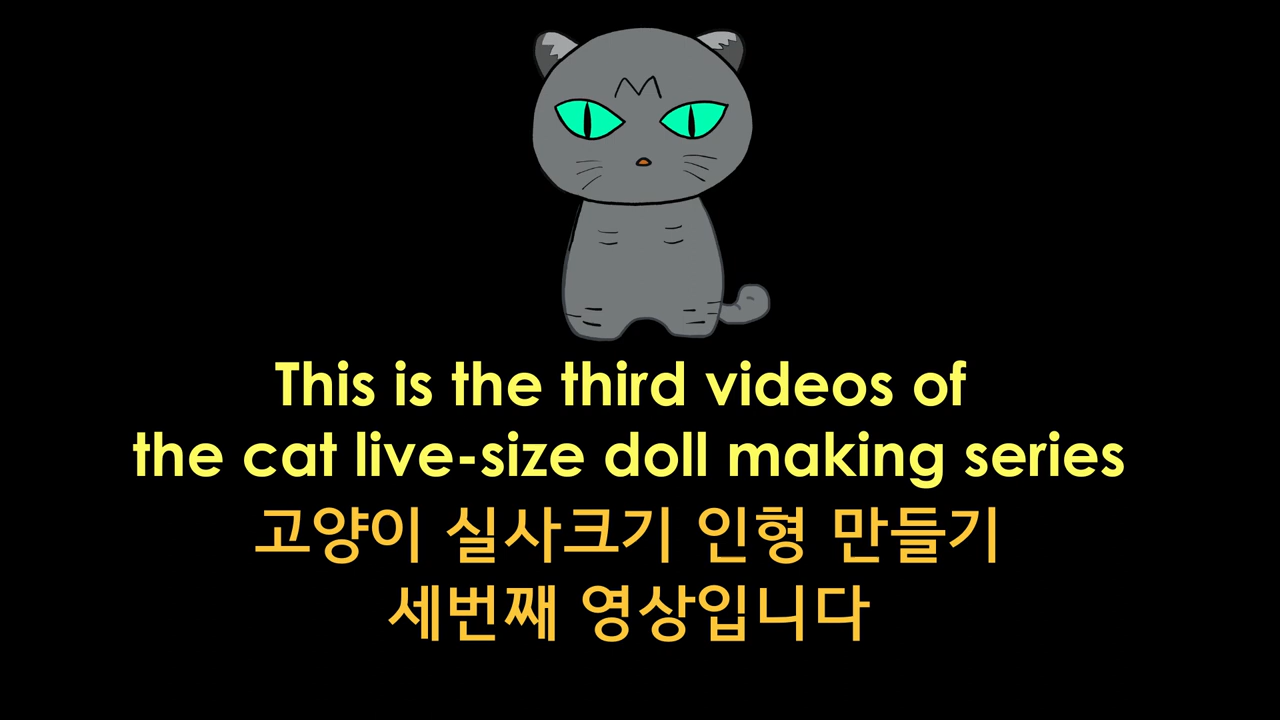 This is the third videos of
the cat live-size doll making series
고양이 실사크기 인형 만들기
세번째 영상입니다